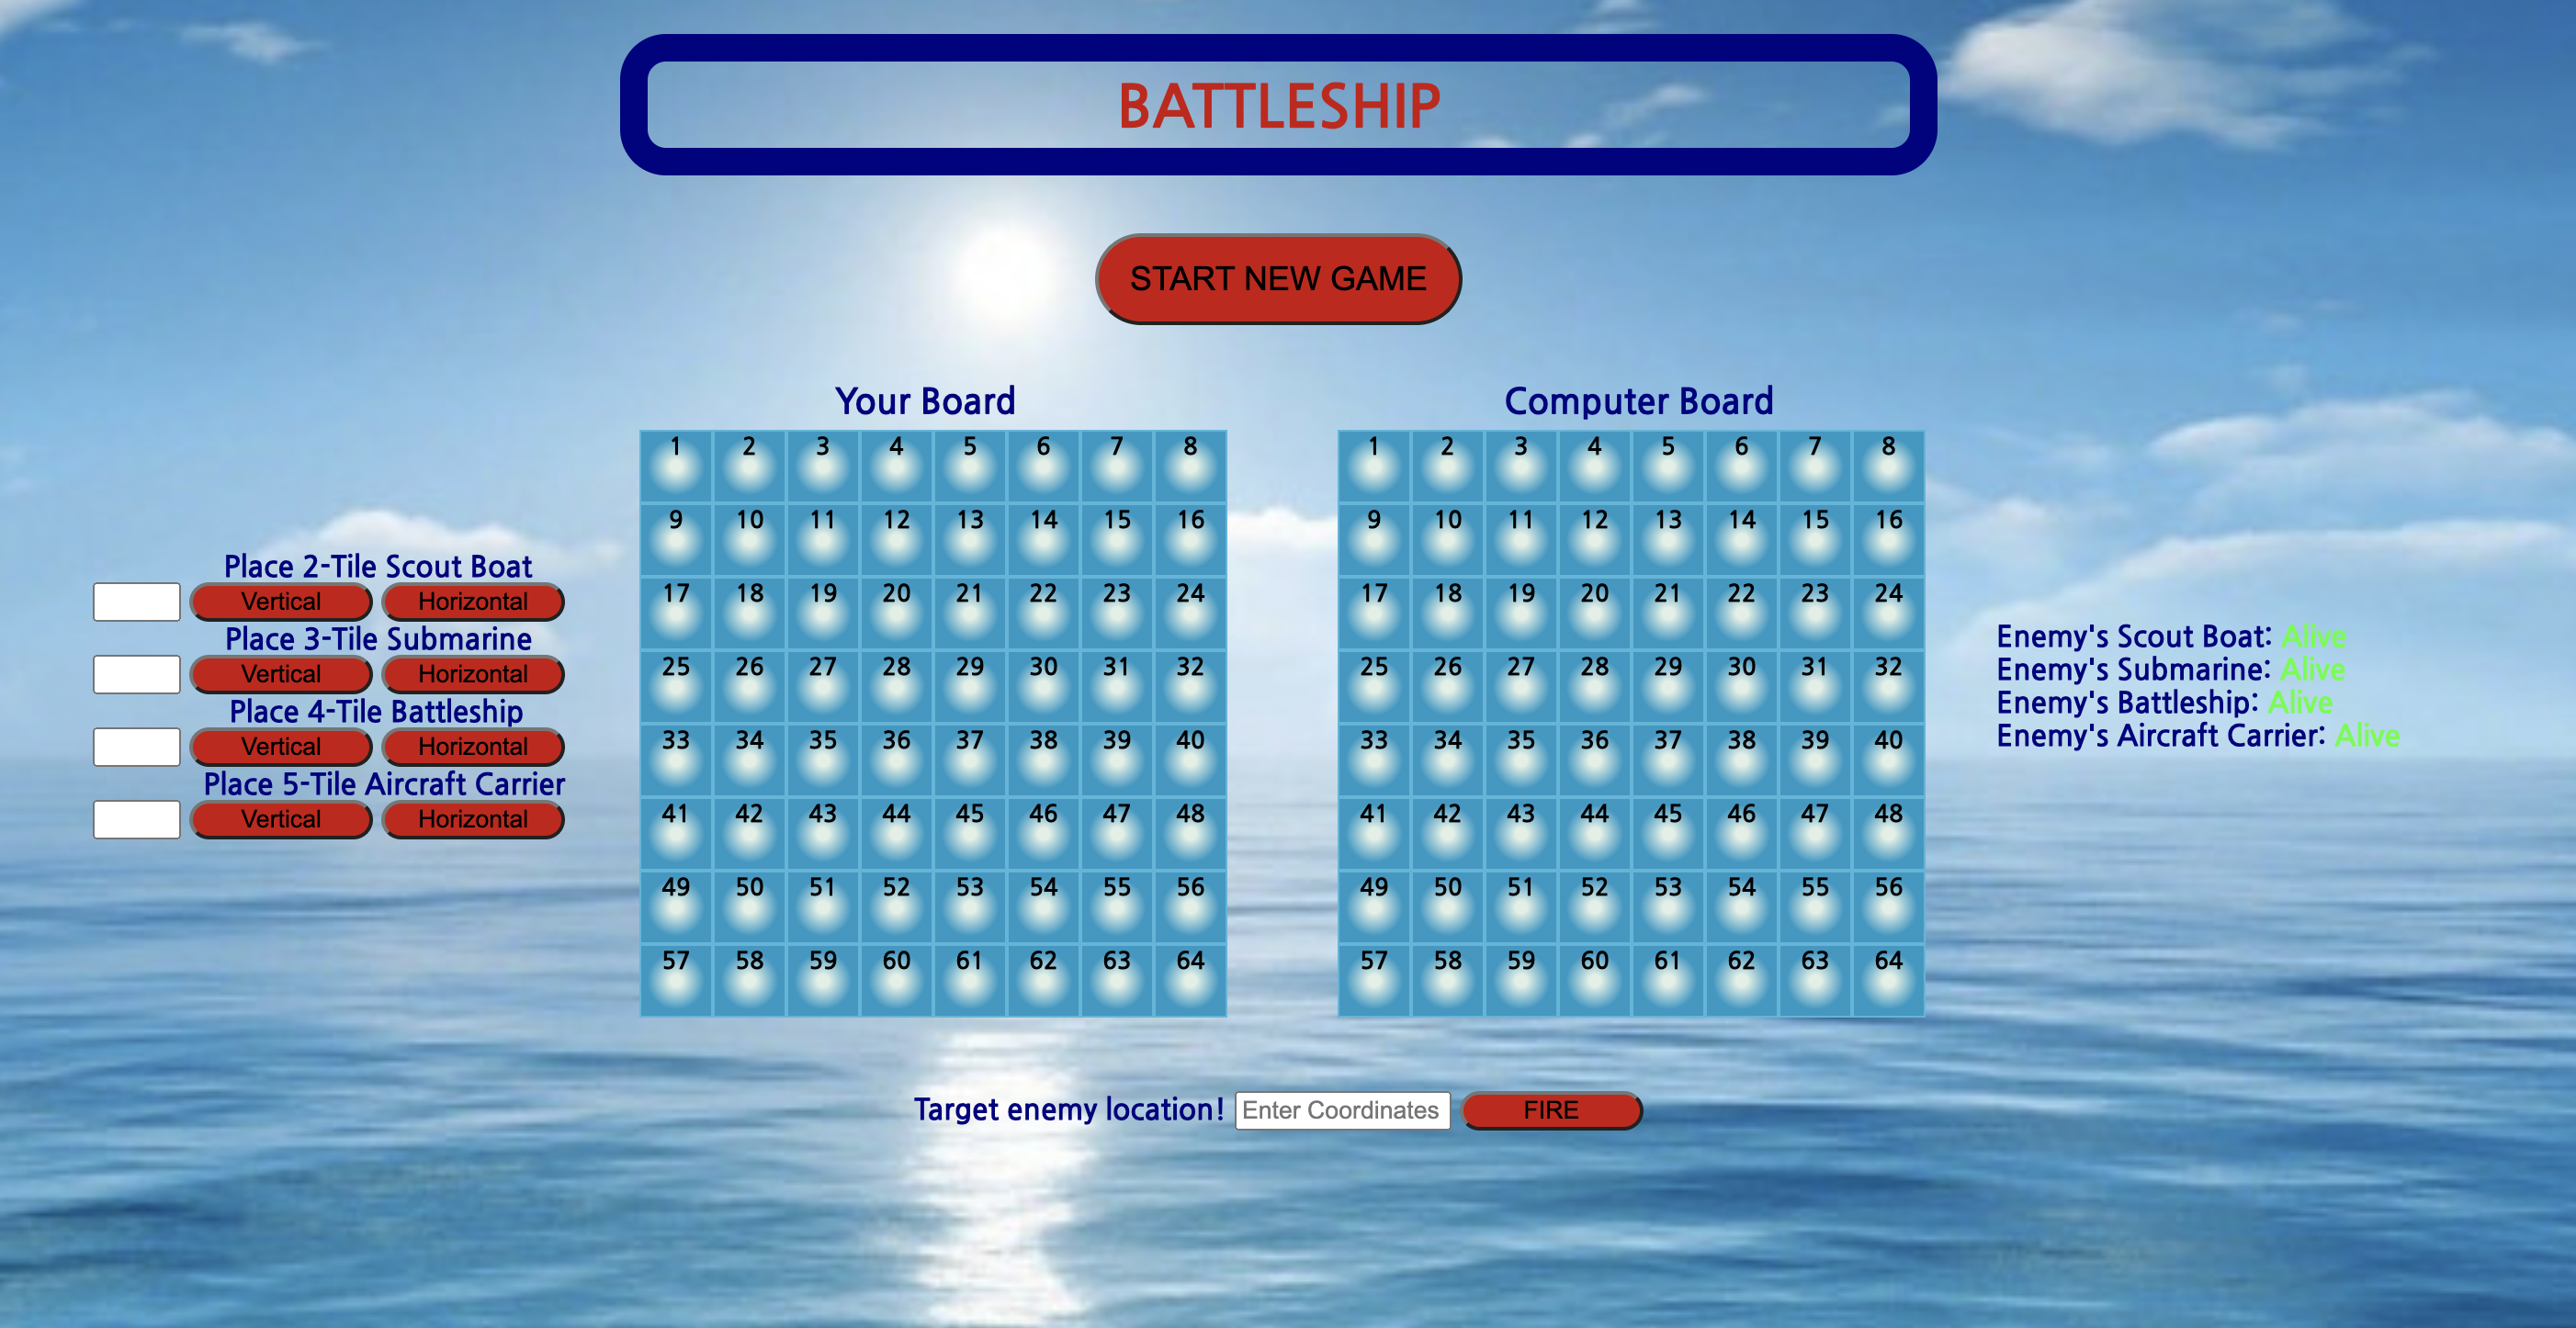 BATTLESHIP
START NEW GAME
Your Board
1 2 3 4 5 6 7 8
9 10 11 12 13 14 15 16
17 18 19 20 21 22 23 24
25 26 27 28 29 30 31 32
33 34 35 36 37 38 39 40
41 42 43 44 45 46 47 48
49 50 51 52 53 54 55 56
57 58 59 60 61 62 63 64
Computer Board
1 2 3 4 5 6 7 8
9 10 11 12 13 14 15 16
17 18 19 20 21 22 23 24
25 26 27 28 29 30 31 32
33 34 35 36 37 38 39 40
41 42 43 44 45 46 47 48
49 50 51 52 53 54 55 56
57 58 59 60 61 62 63 64
Place 2-Tile Scout Boat
Vertical Horizontal
Place 3-Tile Submarine
Vertical Horizontal
Place 4-Tile Battleship
Vertical Horizontal
Place 5-Tile Aircraft Carrier
Vertical Horizontal
Enemy's Scout Boat: Alive
Enemy's Submarine: Alive
Enemy's Battleship: Alive
Enemy's Aircraft Carrier: Alive
Target enemy location! Enter Coordinates FIRE